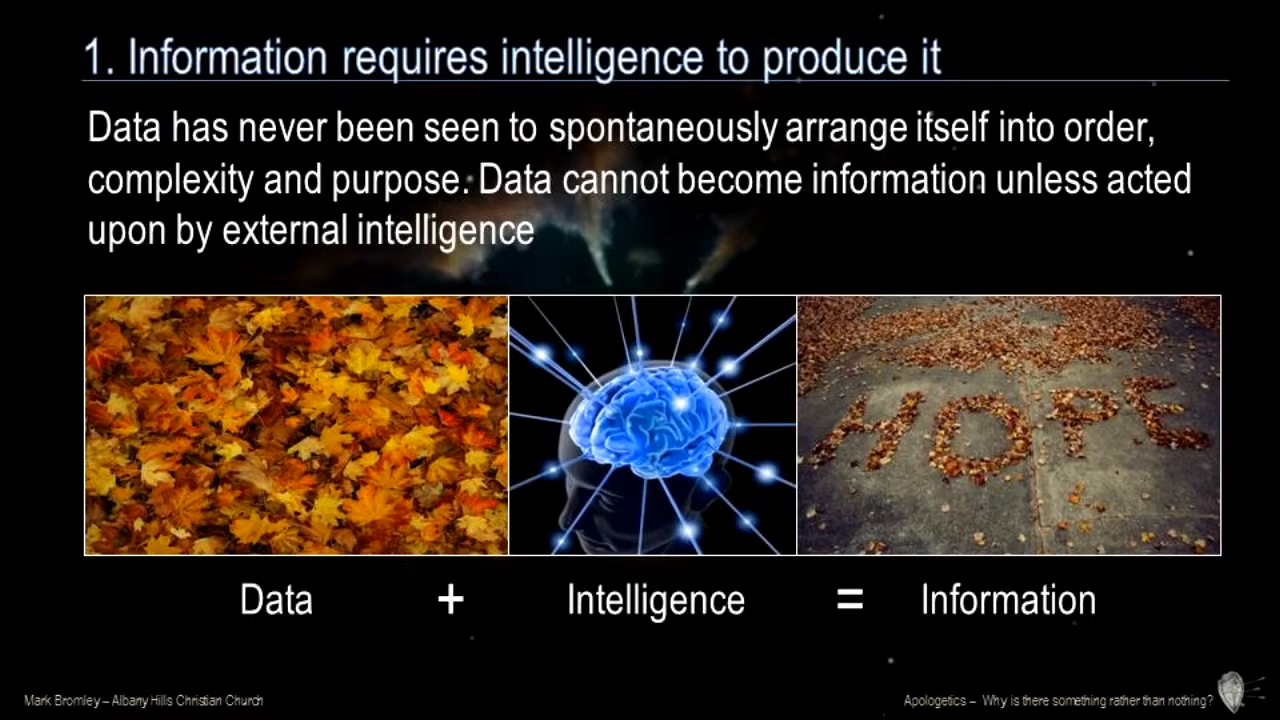 1. Information requires intelligence to produce it
Data has never been seen to spontaneously arrange itself into order,
complexity and purpose. Data cannot become information unless acted
upon by external intelligence
HOPE
Data + Intelligence = Information
Mark Bromley – Albany Hills Christian Church
Apologetics – Why is there something rather than nothing?